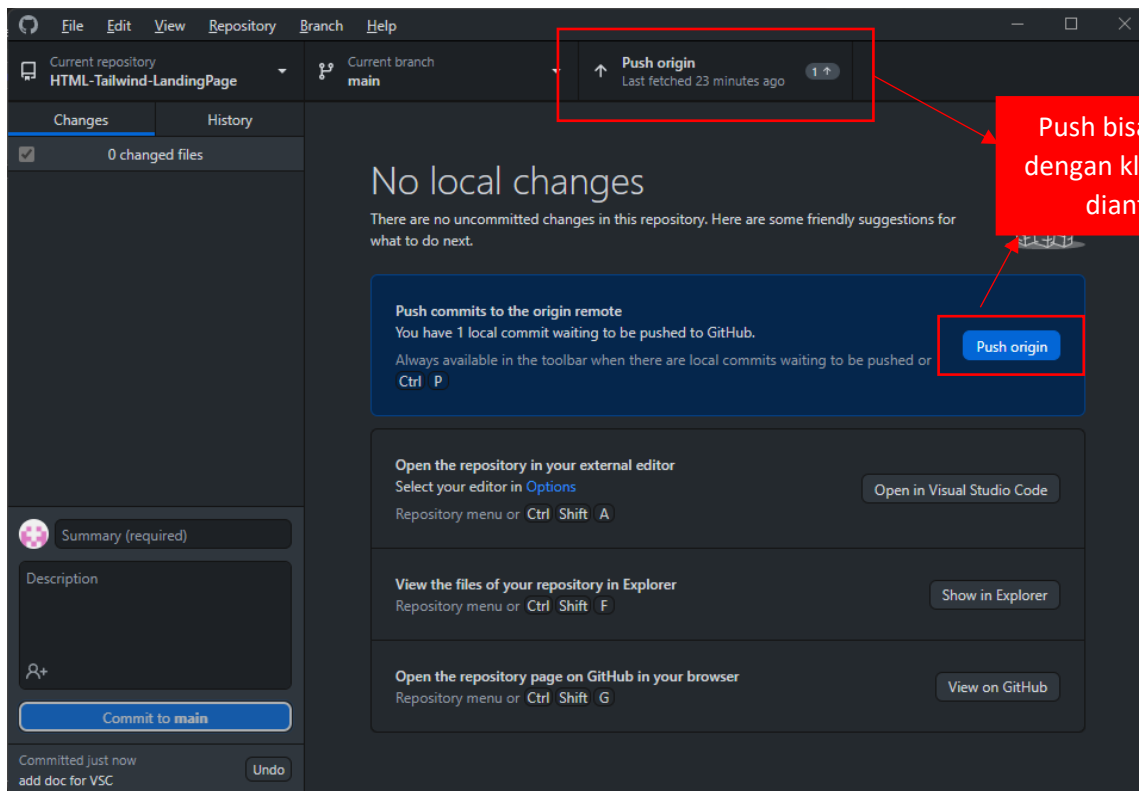 File Edit View Repository Branch Help
Current repository
HTML-Tailwind-LandingPage
Current branch
main
Push origin
Last fetched 23 minutes ago
1
Changes History
0 changed files
Push bisa
dengan
No local changes
There are no uncommitted changes in this repository. Here are some friendly suggestions for
what to do next.
Push commits to the origin remote
You have 1 local commit waiting to be pushed to GitHub.
Always available in the toolbar when there are local commits waiting to be pushed or
Ctrl P
Push origin
Open the repository in your external editor
Select your editor in Options
Repository menu or Ctrl Shift A
Open in Visual Studio Code
View the files of your repository in Explorer
Repository menu or Ctrl Shift F
Show in Explorer
Open the repository page on GitHub in your browser
Repository menu or Ctrl Shift G
View on GitHub
Summary (required)
Description
Commit to main
Committed just now
add doc for VSC
Undo